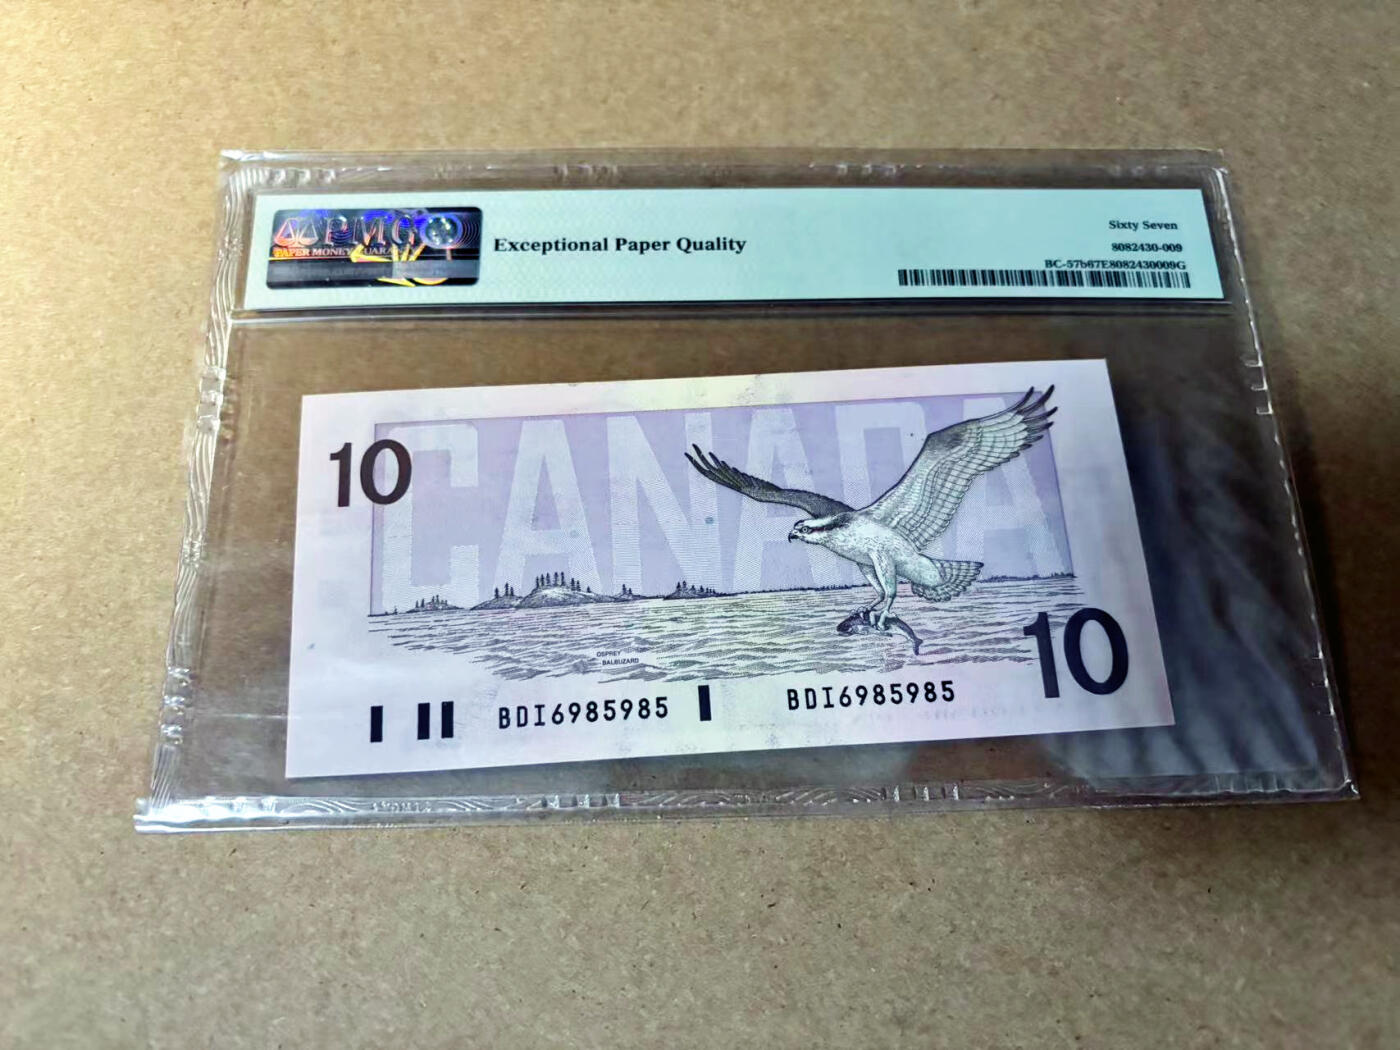 PMG
PAPER MONEY GUARANTY
Exceptional Paper Quality
Sixty Seven
8082430-009
BC-57b67E8082430009G
CANADA
10
OSPREY
BALBUZARD
10
BDI6985985
BDI6985985